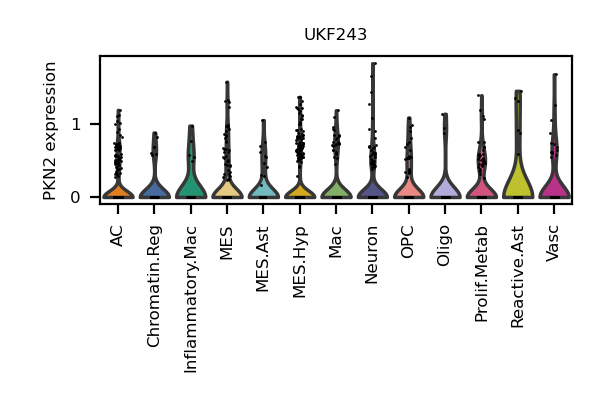 UKF243
PKN2 expression
1
0
AC
Chromatin.Reg
Inflammatory.Mac
MES
MES.Ast
MES.Hyp
Mac
Neuron
OPC
Oligo
Prolif.Metab
Reactive.Ast
Vasc